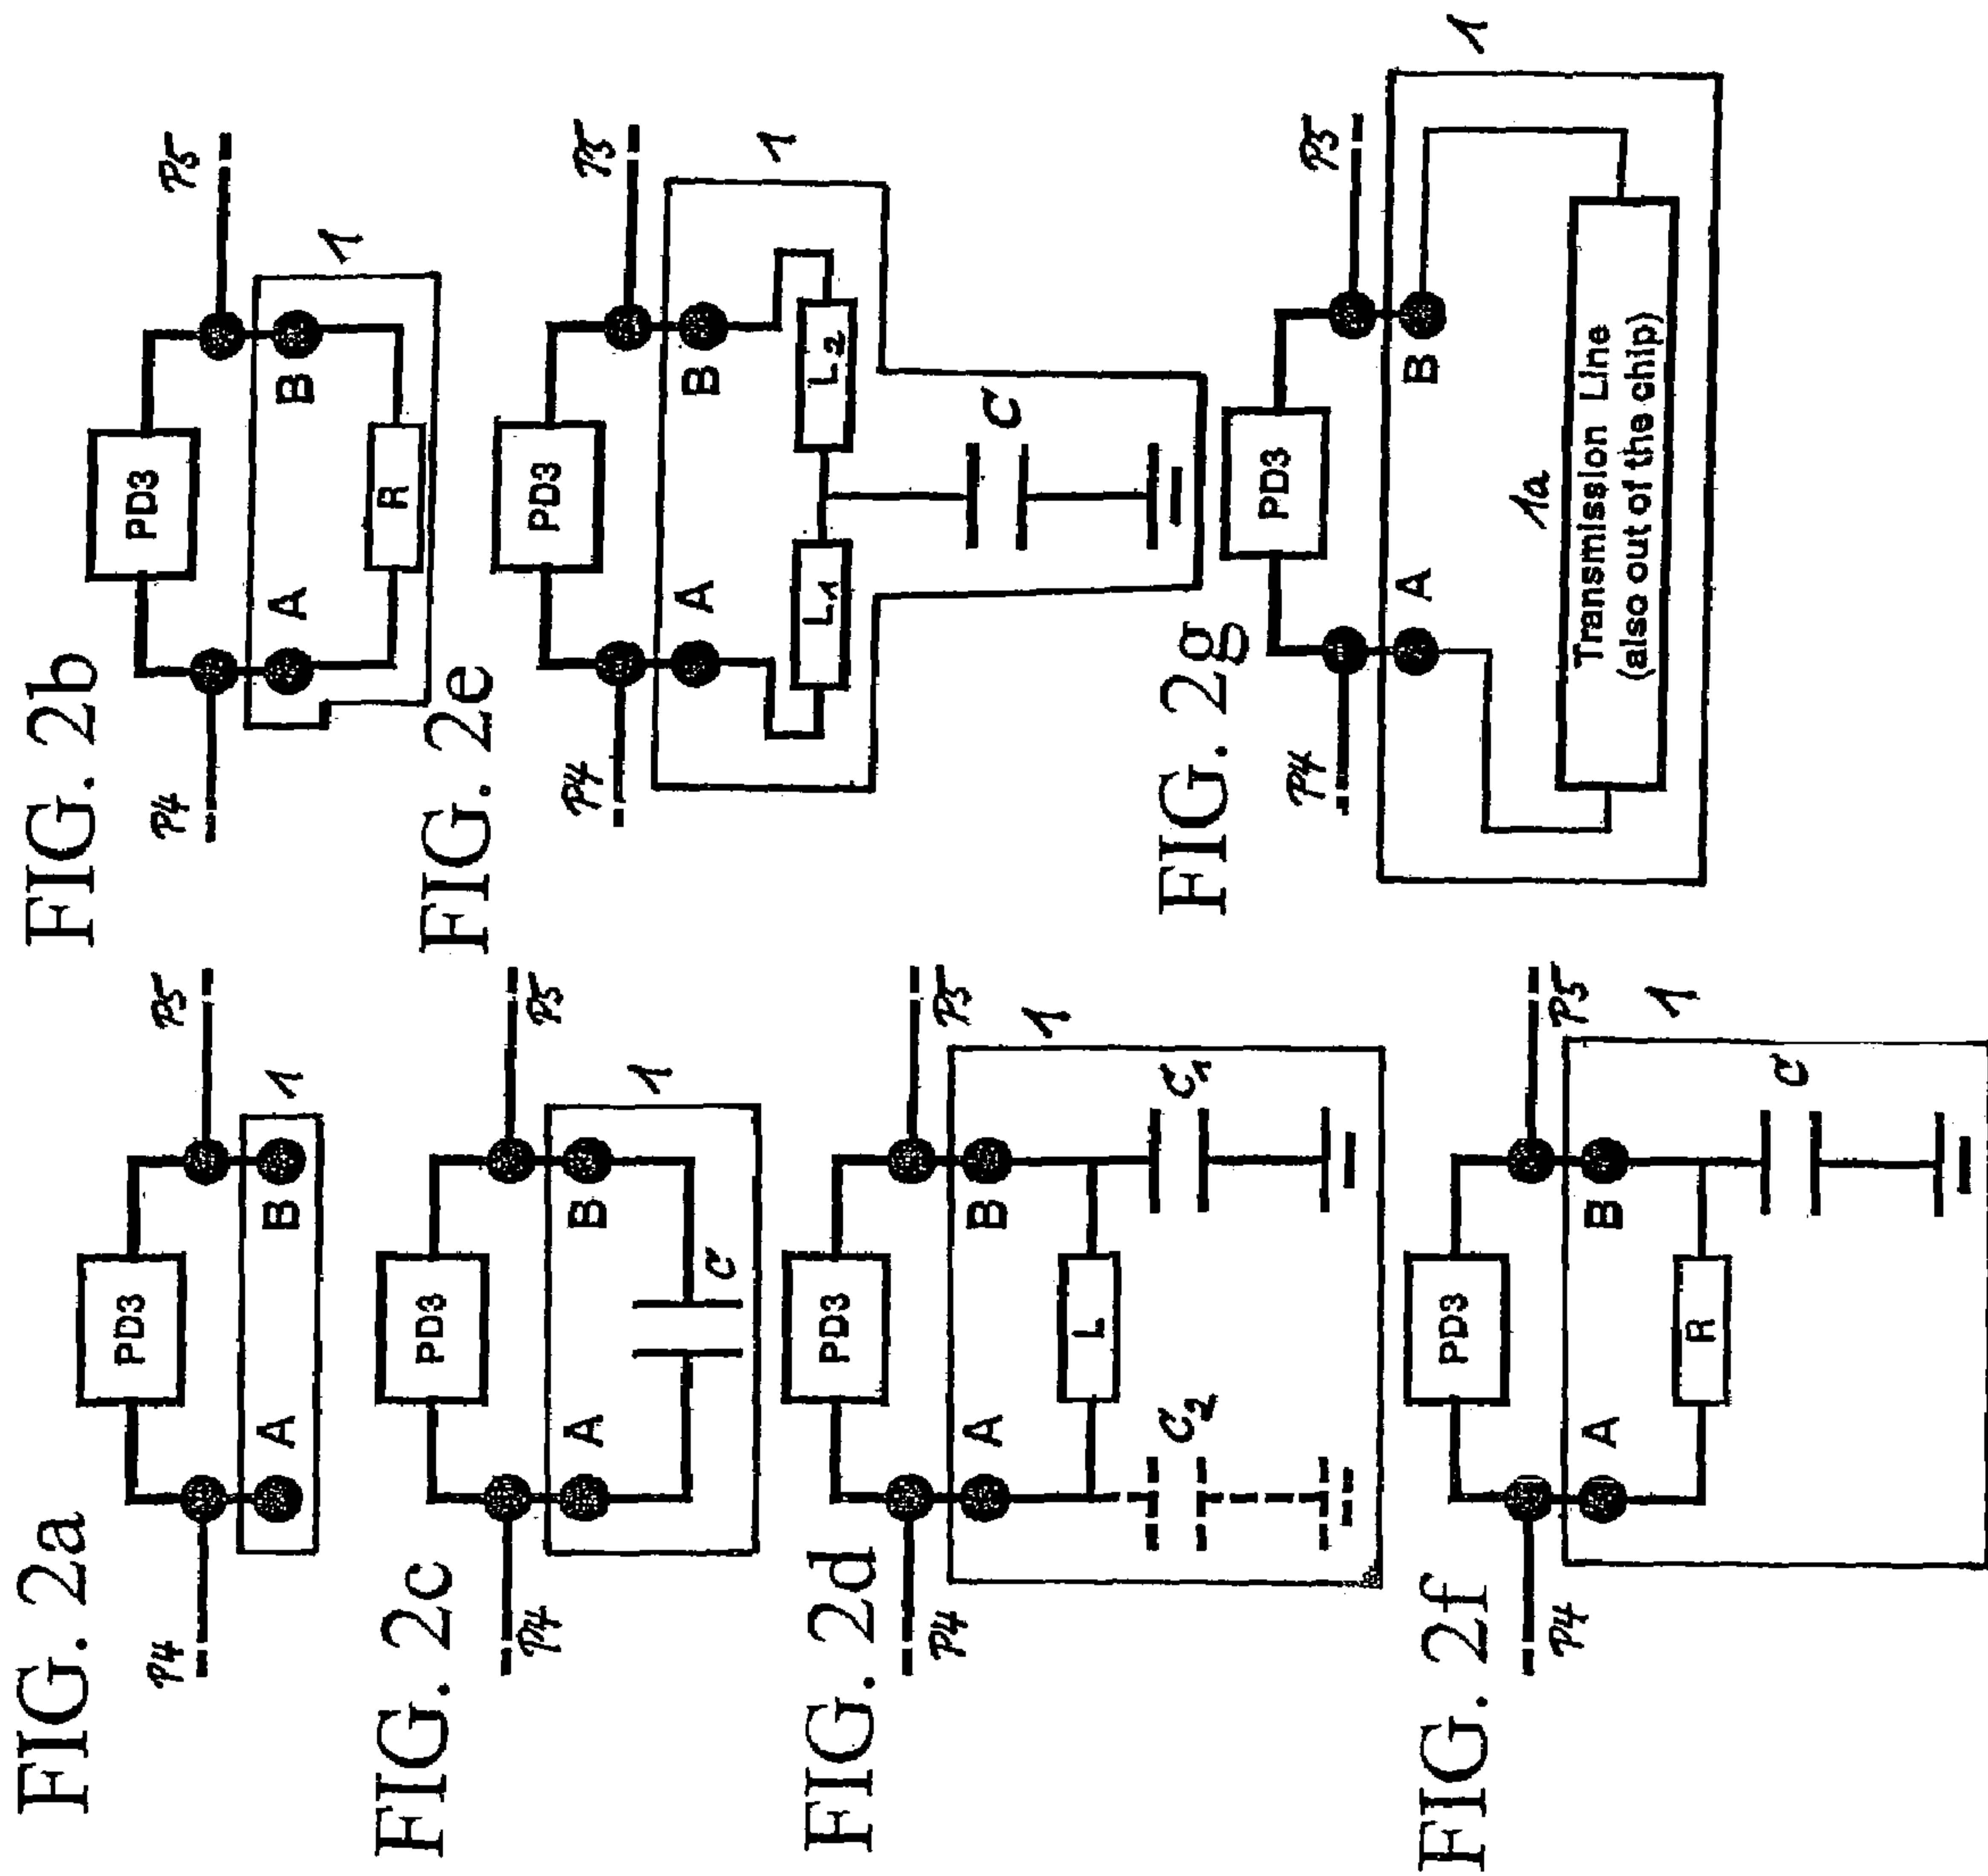 FIG. 2a
PD3
P4
P5
A
B
1
FIG. 2b
PD3
P4
P5
A
B
R
1
FIG. 2c
PD3
P4
P5
A
B
C
1
FIG. 2d
PD3
P4
P5
A
B
L
C2
C1
1
FIG. 2e
PD3
P4
P5
A
B
L1
L2
C
1
FIG. 2f
PD3
P4
P5
A
B
R
C
1
FIG. 2g
PD3
P4
P5
A
B
1a
Transmission Line
(also out of the chip)
1